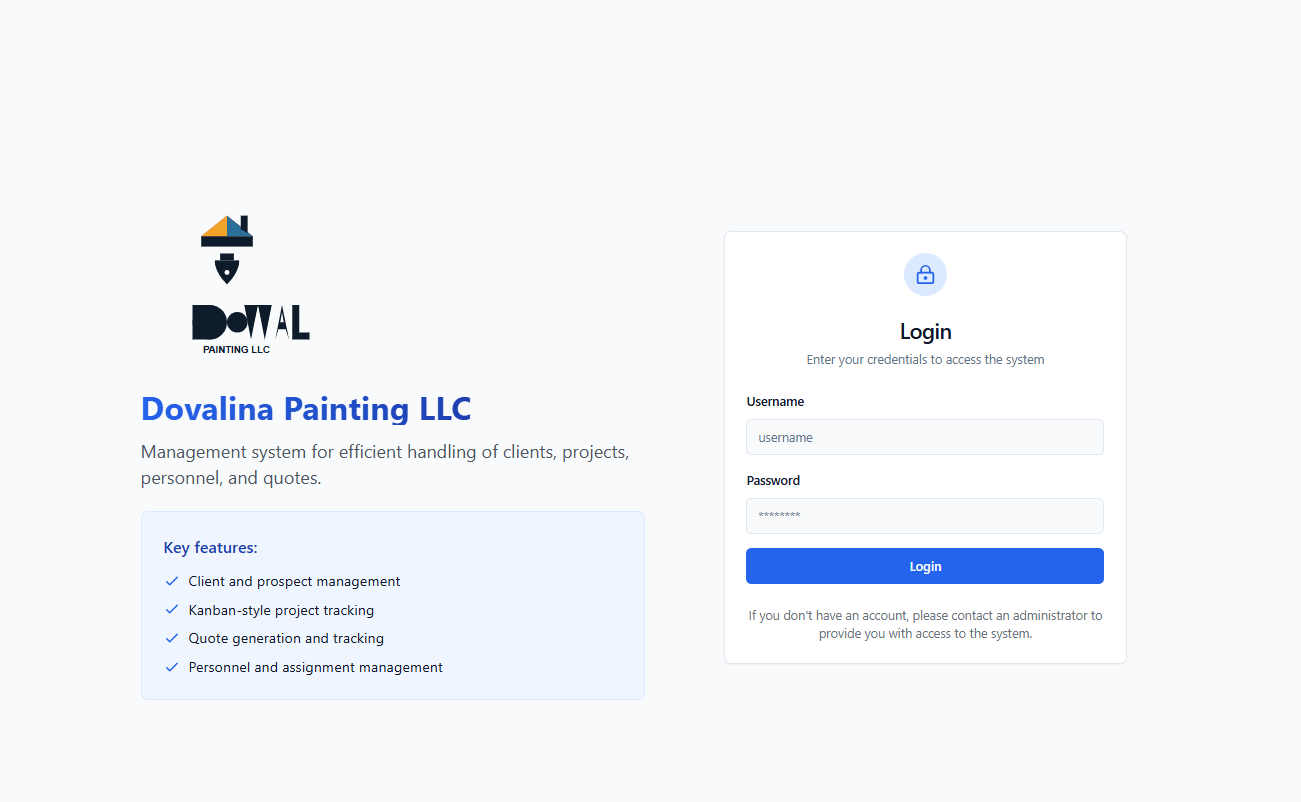 DOVAL
PAINTING LLC
Dovalina Painting LLC
Management system for efficient handling of clients, projects,
personnel, and quotes.
Key features:
Client and prospect management
Kanban-style project tracking
Quote generation and tracking
Personnel and assignment management
Login
Enter your credentials to access the system
Username
username
Password
********
Login
If you don't have an account, please contact an administrator to
provide you with access to the system.